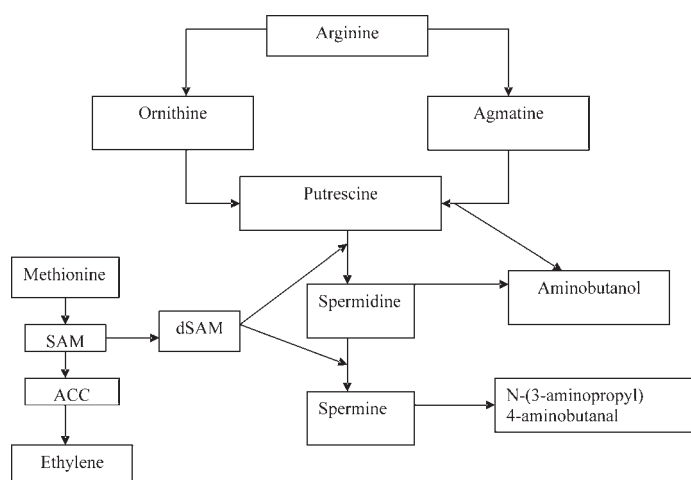 Arginine
Ornithine
Agmatine
Putrescine
Methionine
Spermidine
Aminobutanol
SAM
dSAM
ACC
Spermine
N-(3-aminopropyl)
4-aminobutanal
Ethylene